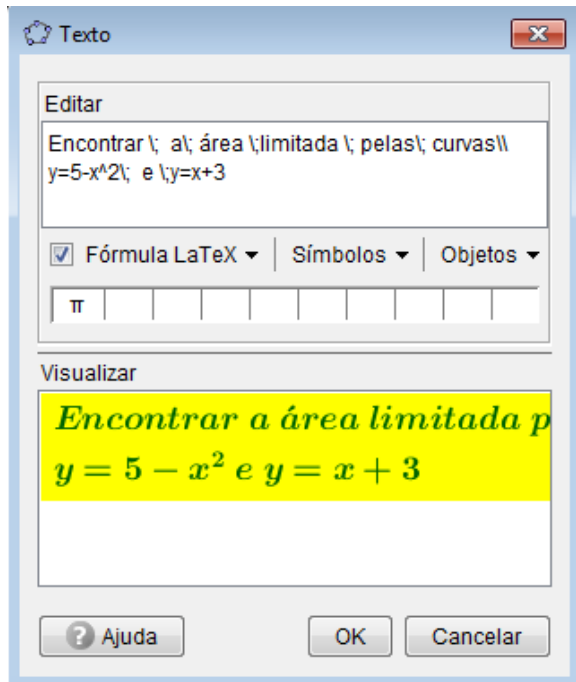 Texto
Editar
Encontrar \;  a\; área \;limitada \; pelas\; curvas\\
y=5-x^2\;  e \;y=x+3
Fórmula LaTeX Símbolos Objetos
π
Visualizar
Encontrar a área limitada p
y = 5 − x² e y = x + 3
Ajuda OK Cancelar